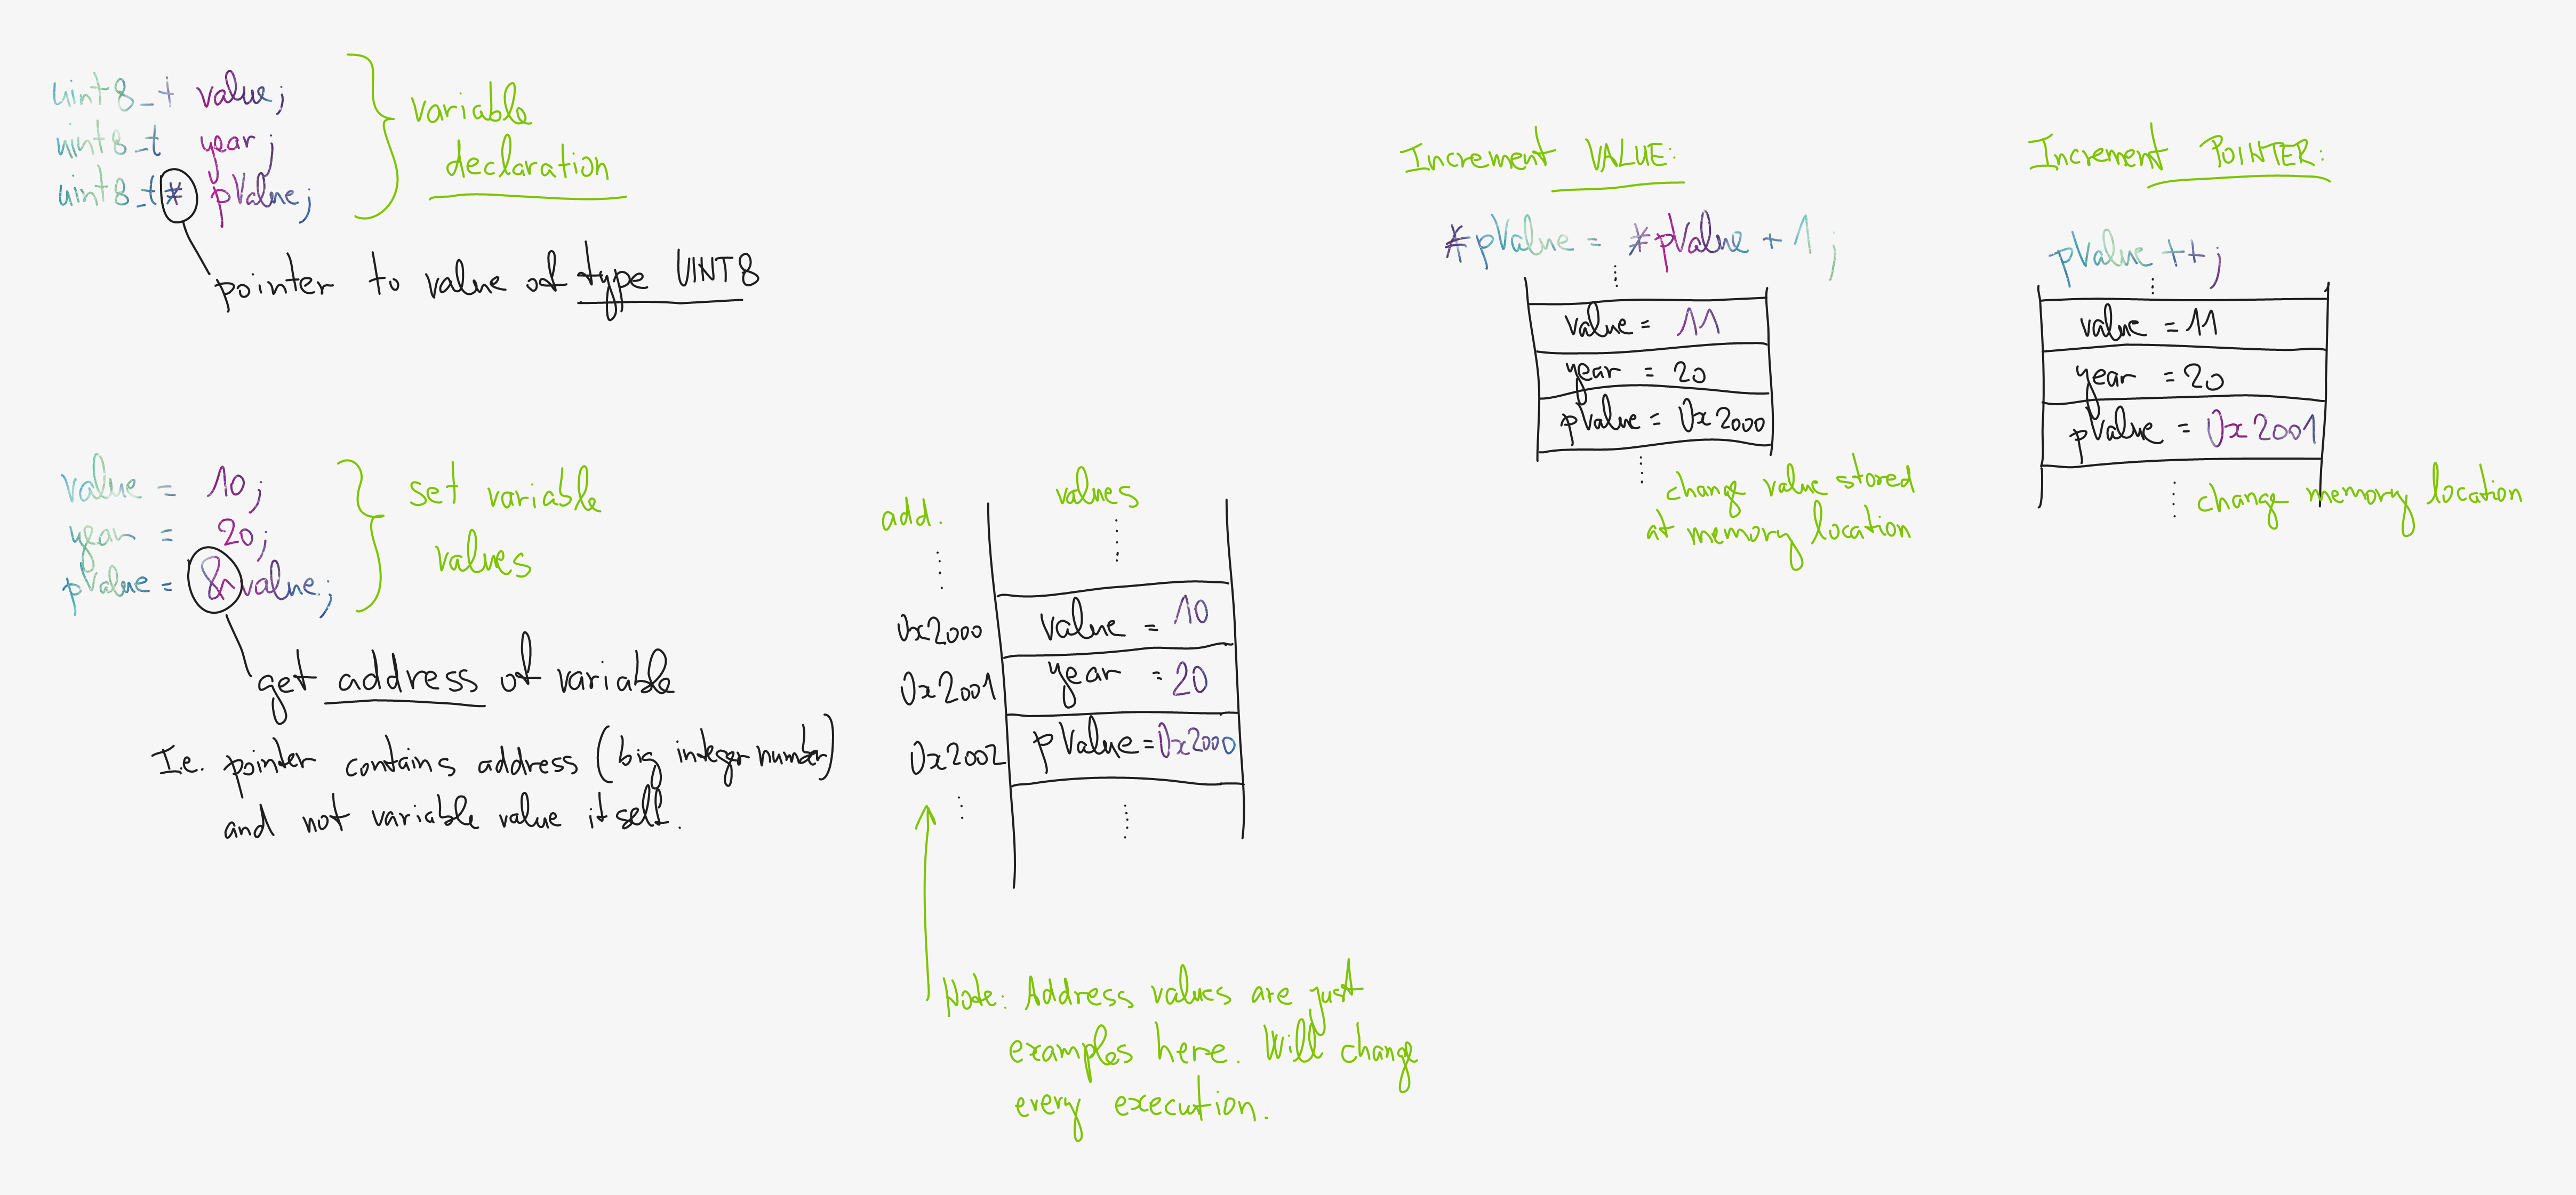 uint8_t value;
uint8_t year;
uint8_t* pValue;
variable
declaration
pointer to value of type UINT8
value = 10;
year = 20;
pValue = &value;
set variable
values
get address of variable
I.e. pointer contains address (big integer number)
and not variable value itself.
add.
values
0x2000
value = 10
0x2001
year = 20
0x2002
pValue = 0x2000
Note: Address values are just
examples here. Will change
every execution.
Increment VALUE:
*pValue = *pValue + 1;
value = 11
year = 20
pValue = 0x2000
change value stored
at memory location
Increment POINTER:
pValue ++;
value = 11
year = 20
pValue = 0x2001
change memory location